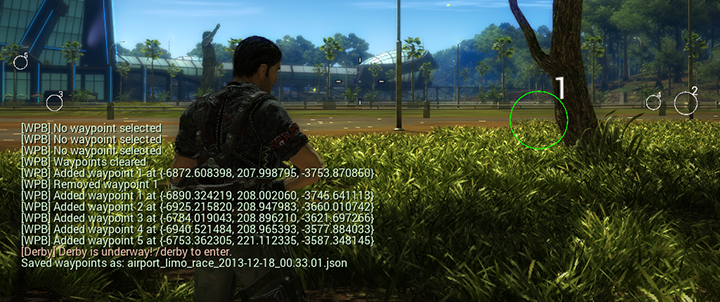 5
3
1
4
2
[WPB] No waypoint selected
[WPB] No waypoint selected
[WPB] No waypoint selected
[WPB] Waypoints cleared
[WPB] Added waypoint 1 at {-6872.608398, 207.998795, -3753.870860}.
[WPB] Removed waypoint 1
[WPB] Added waypoint 1 at {-6890.324219, 208.002060, -3746.641113}.
[WPB] Added waypoint 2 at {-6925.215820, 208.947983, -3660.010742}.
[WPB] Added waypoint 3 at {-6784.019043, 208.896210, -3621.697266}.
[WPB] Added waypoint 4 at {-6940.521484, 208.965393, -3577.884033}.
[WPB] Added waypoint 5 at {-6753.362305, 221.112335, -3587.348145}.
[Derby] Derby is underway! /derby to enter.
Saved waypoints as: airport_limo_race_2013-12-18_00.33.01.json